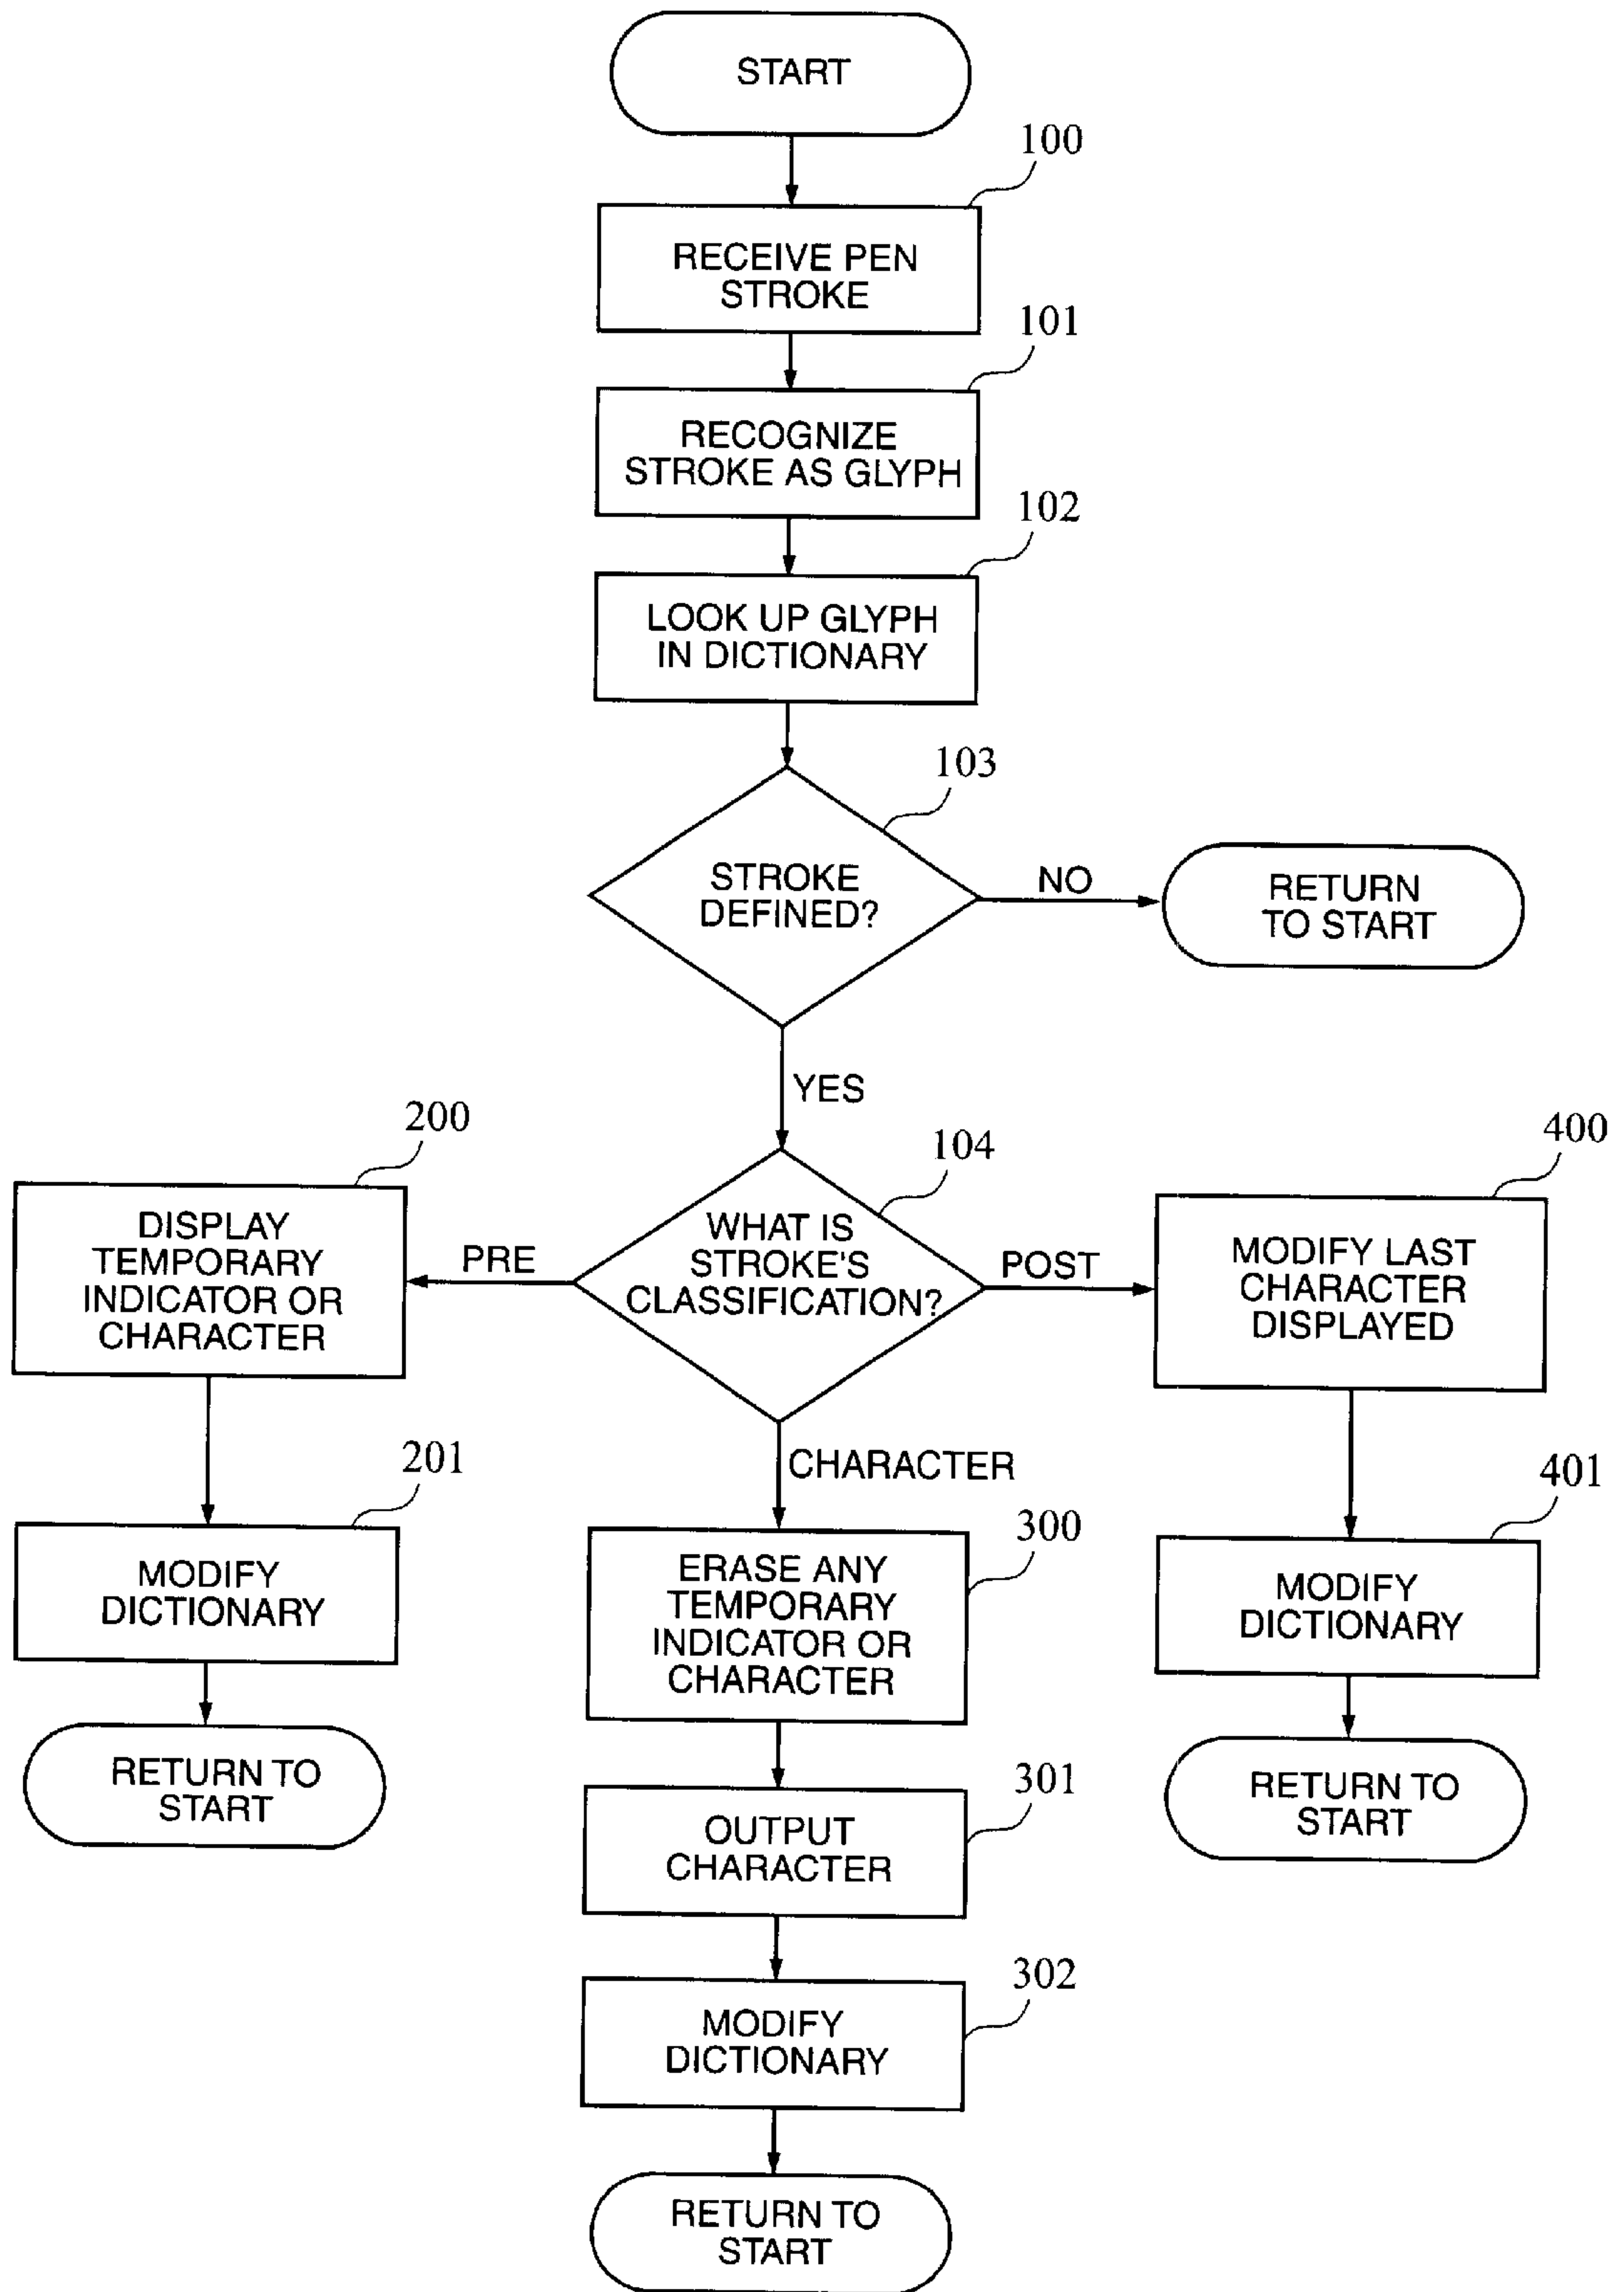 START
100
RECEIVE PEN
STROKE
101
RECOGNIZE
STROKE AS GLYPH
102
LOOK UP GLYPH
IN DICTIONARY
103
STROKE
DEFINED?
NO
RETURN
TO START
YES
104
WHAT IS
STROKE'S
CLASSIFICATION?
PRE
200
DISPLAY
TEMPORARY
INDICATOR OR
CHARACTER
201
MODIFY
DICTIONARY
RETURN TO
START
CHARACTER
300
ERASE ANY
TEMPORARY
INDICATOR OR
CHARACTER
301
OUTPUT
CHARACTER
302
MODIFY
DICTIONARY
RETURN TO
START
POST
400
MODIFY LAST
CHARACTER
DISPLAYED
401
MODIFY
DICTIONARY
RETURN TO
START